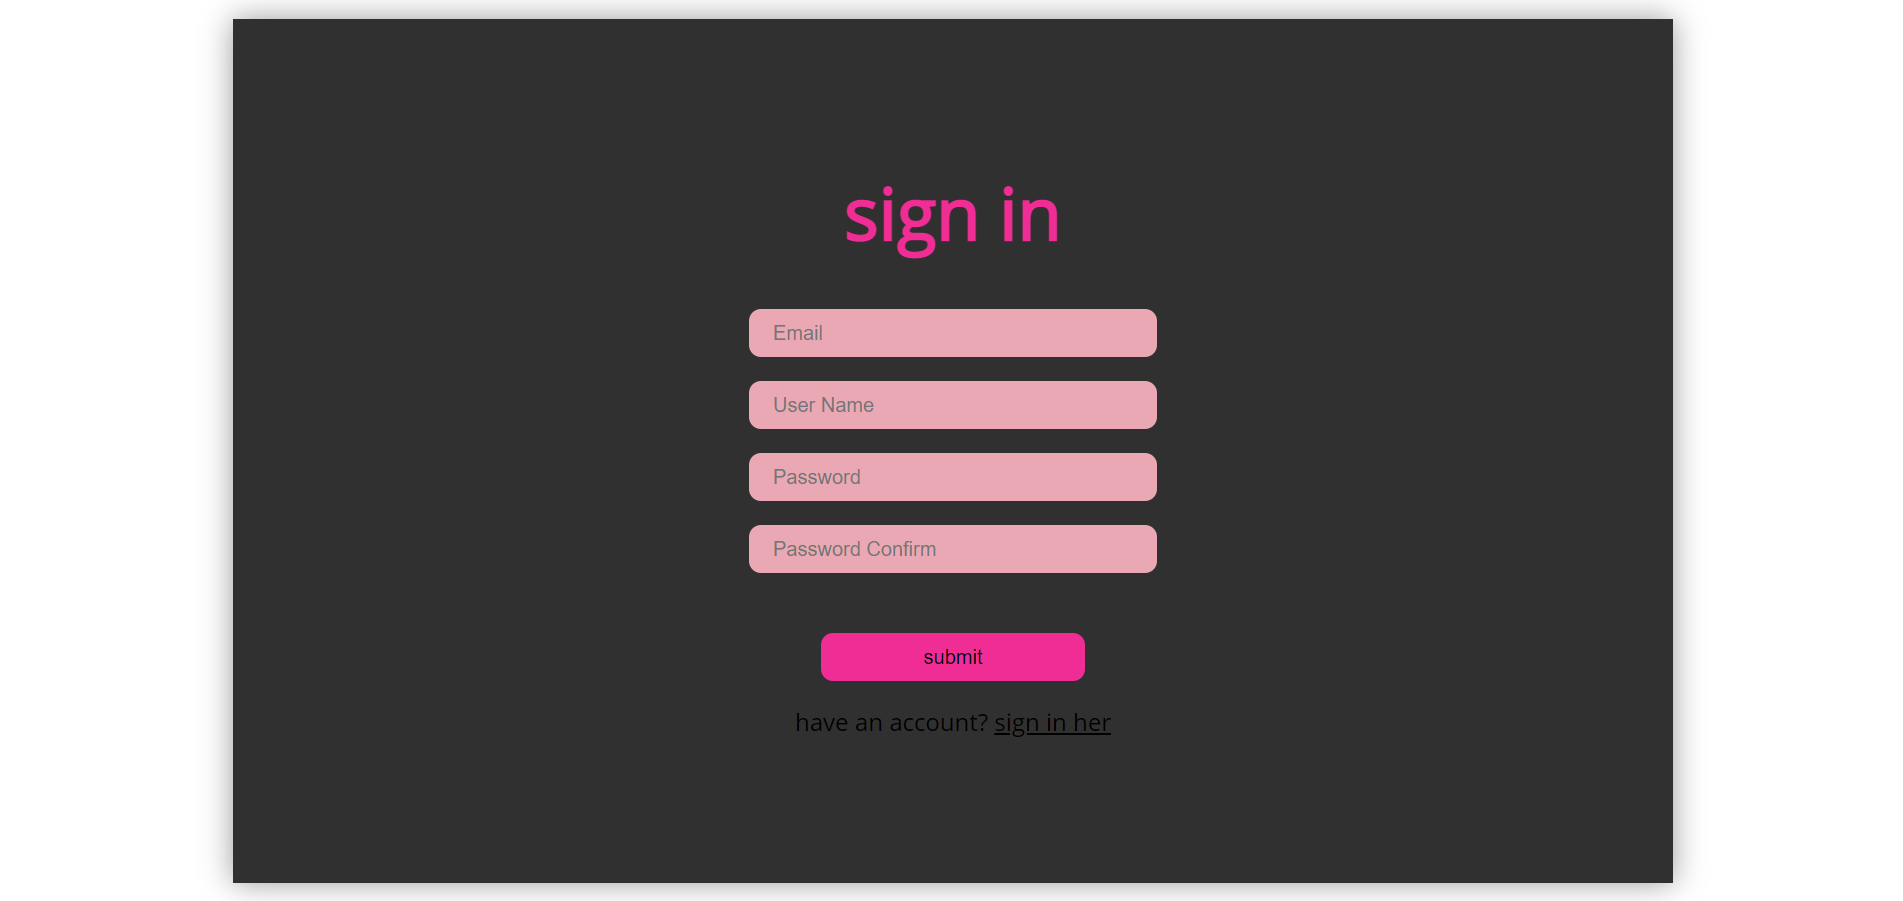 sign in
Email
User Name
Password
Password Confirm
submit
have an account? sign in her